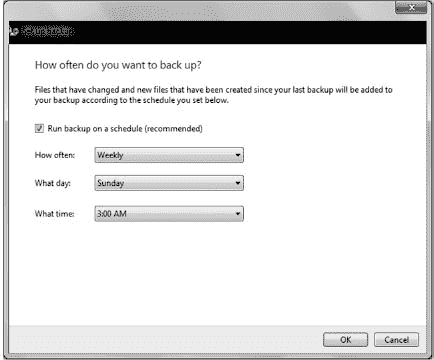 How often do you want to back up?
Files that have changed and new files that have been created since your last backup will be added to
your backup according to the schedule you set below.
Run backup on a schedule (recommended)
How often: Weekly
What day: Sunday
What time: 3:00 AM
OK Cancel